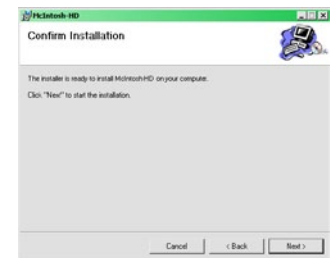 McIntosh-HD
Confirm Installation
The installer is ready to install McIntosh-HD on your computer.
Click "Next" to start the installation.
Cancel
< Back
Next >